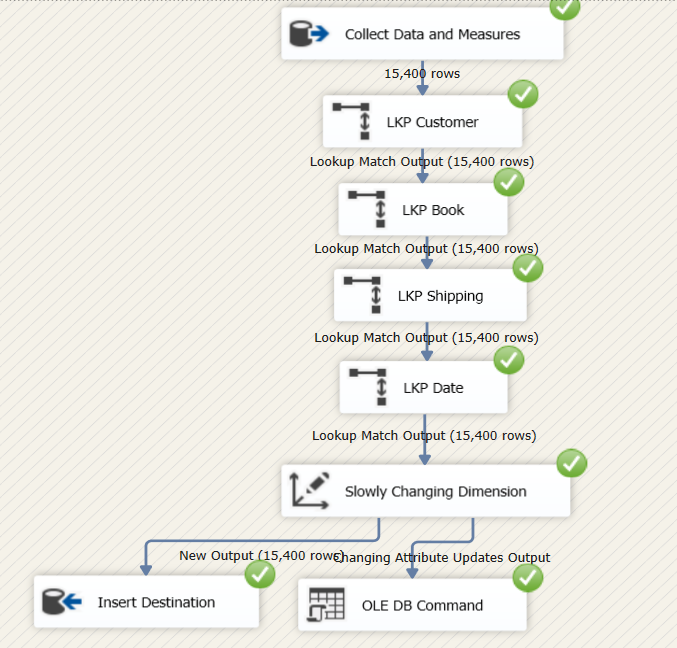 Collect Data and Measures
15,400 rows
LKP Customer
Lookup Match Output (15,400 rows)
LKP Book
Lookup Match Output (15,400 rows)
LKP Shipping
Lookup Match Output (15,400 rows)
LKP Date
Lookup Match Output (15,400 rows)
Slowly Changing Dimension
New Output (15,400 rows)
Changing Attribute Updates Output
Insert Destination
OLE DB Command